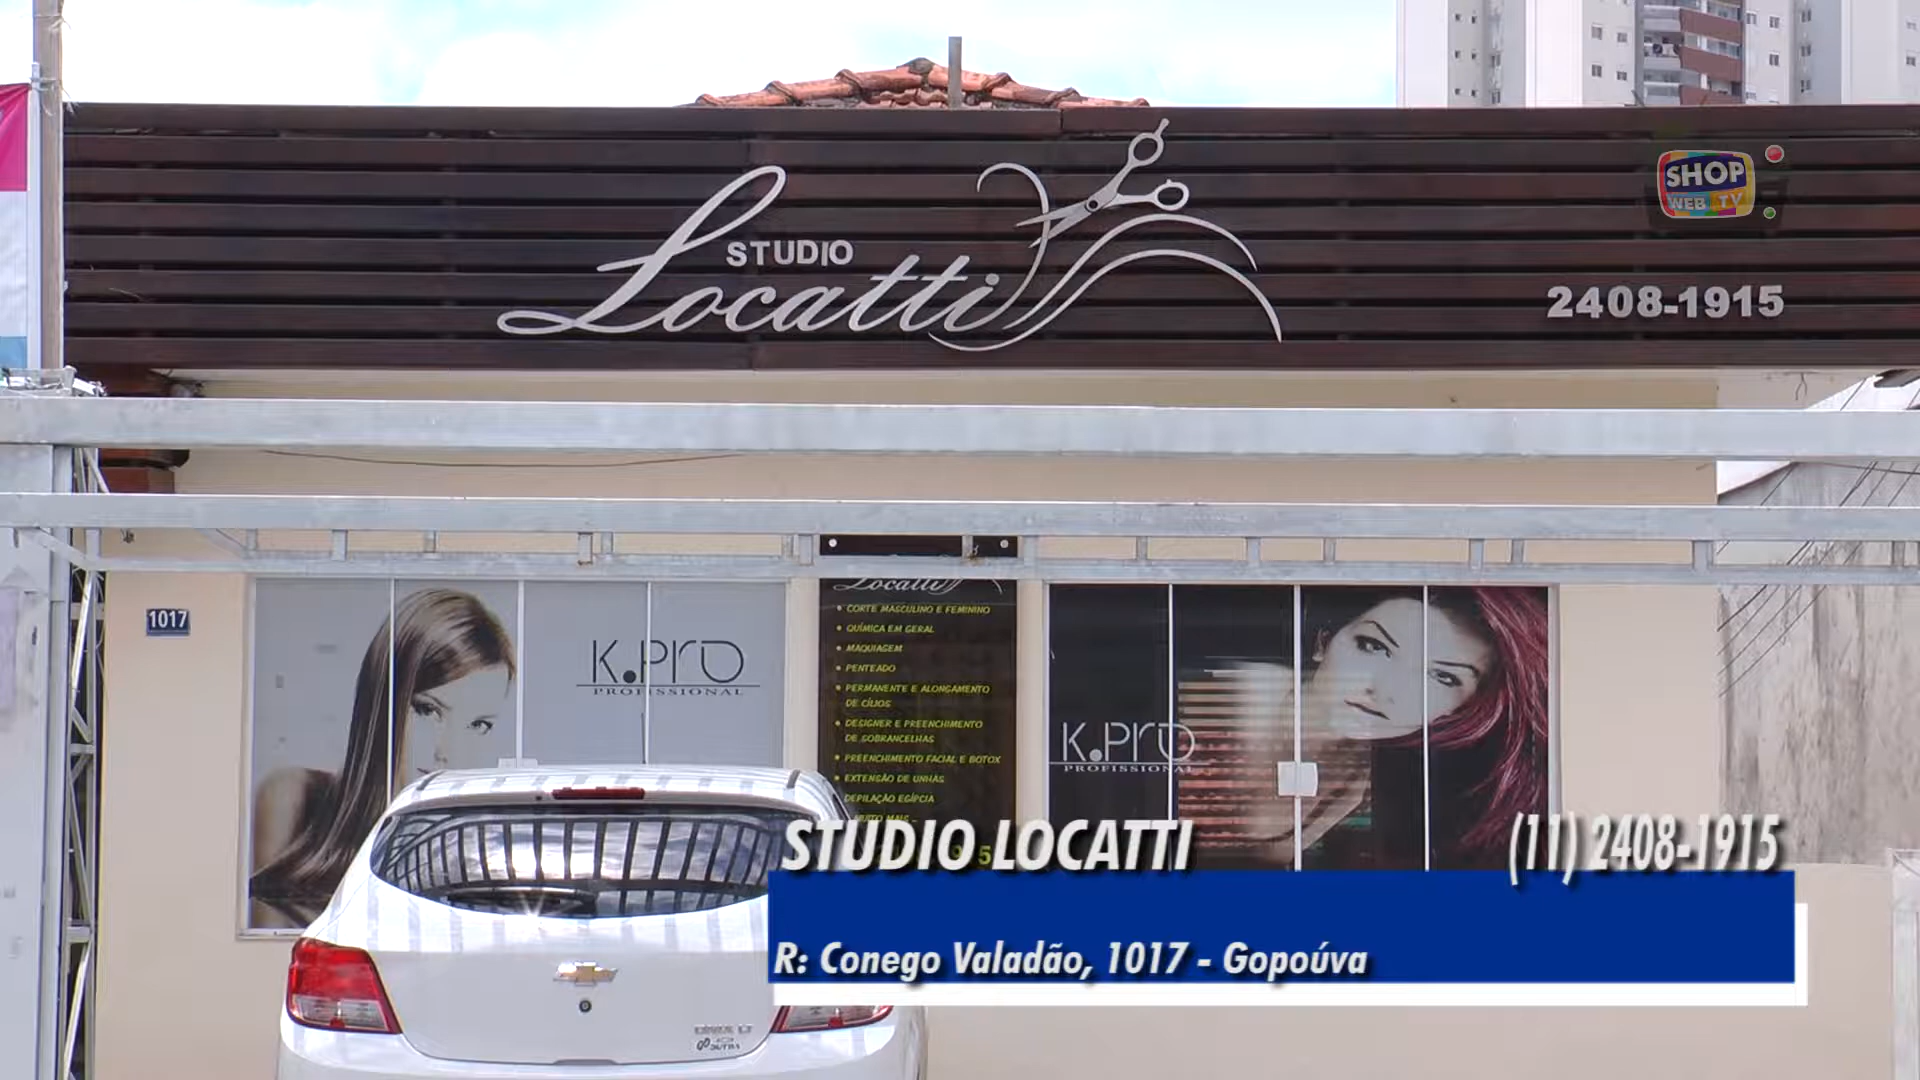 SHOP
WEB TV
STUDIO
Locatti
2408-1915
1017
K.PRO
PROFISSIONAL
Locatti
• CORTE MASCULINO E FEMININO
• QUÍMICA EM GERAL
• MAQUIAGEM
• PENTEADO
• PERMANENTE E ALONGAMENTO
DE CÍLIOS
• DESIGNER E PREENCHIMENTO
DE SOBRANCELHAS
• PREENCHIMENTO FACIAL E BOTOX
• EXTENSÃO DE UNHAS
DEPILAÇÃO EGÍPCIA
MUITO MAIS...
K.PRO
PROFISSIONAL
STUDIO LOCATTI
(11) 2408-1915
R: Conego Valadão, 1017 - Gopoúva